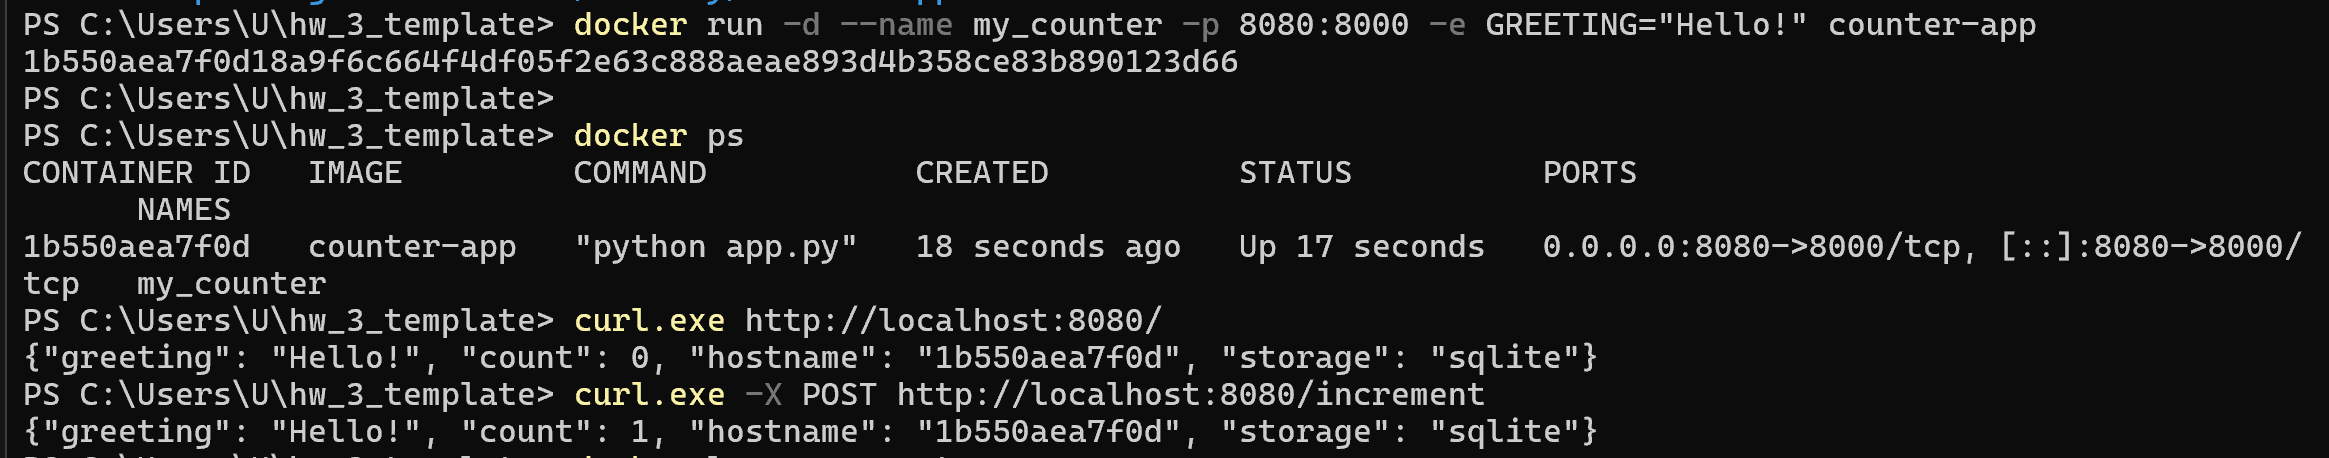 PS C:\Users\U\hw_3_template> docker run -d --name my_counter -p 8080:8000 -e GREETING="Hello!" counter-app
1b550aea7f0d18a9f6c664f4df05f2e63c888aeae893d4b358ce83b890123d66
PS C:\Users\U\hw_3_template>
PS C:\Users\U\hw_3_template> docker ps
CONTAINER ID   IMAGE         COMMAND           CREATED          STATUS          PORTS
      NAMES
1b550aea7f0d   counter-app   "python app.py"   18 seconds ago   Up 17 seconds   0.0.0.0:8080->8000/tcp, [::]:8080->8000/
tcp   my_counter
PS C:\Users\U\hw_3_template> curl.exe http://localhost:8080/
{"greeting": "Hello!", "count": 0, "hostname": "1b550aea7f0d", "storage": "sqlite"}
PS C:\Users\U\hw_3_template> curl.exe -X POST http://localhost:8080/increment
{"greeting": "Hello!", "count": 1, "hostname": "1b550aea7f0d", "storage": "sqlite"}